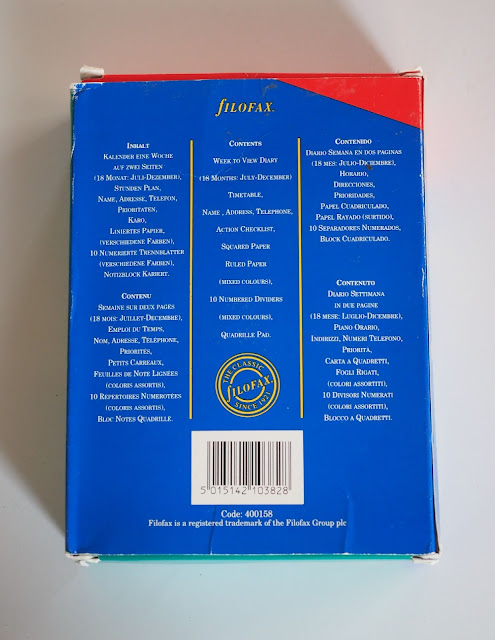 fILOFAX.
INHALT
KALENDER EINE WOCHE
AUF ZWEI SEITEN
(18 MONAT: JULI-DEZEMBER),
STUNDEN PLAN,
NAME, ADRESSE, TELEFON,
PRIORITATEN,
KARO,
LINIERTES PAPIER,
(VERSCHIEDENE FARBEN),
10 NUMERIERTE TRENNBLATTER
(VERSCHIEDENE FARBEN),
NOTIZBLOCK KARIERT.
CONTENU
SEMAINE SUR DEUX PAGES
(18 MOIS: JUILLET-DECEMBRE),
EMPLOI DU TEMPS,
NOM, ADRESSE, TÉLÉPHONE,
PRIORITÉS,
PETITS CARREAUX,
FEUILLES DE NOTE LIGNÉES
(COLORIS ASSORTIS),
10 REPERTOIRES NUMEROTÉES
(COLORIS ASSORTIS),
BLOC NOTES QUADRILLE.
CONTENTS
WEEK TO VIEW DIARY
(18 MONTHS: JULY-DECEMBER)
TIMETABLE,
NAME , ADDRESS, TELEPHONE,
ACTION CHECKLIST,
SQUARED PAPER
RULED PAPER
(MIXED COLOURS),
10 NUMBERED DIVIDERS
(MIXED COLOURS),
QUADRILLE PAD.
CONTENIDO
DIARIO SEMANA EN DOS PAGINAS
(18 MES: JULIO-DICIEMBRE),
HORARIO,
DIRECCIONES,
PRIORIDADES,
PAPEL CUADRICULADO,
PAPEL RAYADO (SURTIDO),
10 SEPARADORES NUMERADOS,
BLOCK CUADRICULADO.
CONTENUTO
DIARIO SETTIMANA
IN DUE PAGINE
(18 MESE: LUGLIO-DICEMBRE),
PIANO ORARIO,
INDIRIZZI, NUMERI TELEFONO,
PRIORITA,
CARTA A QUADRETTI,
FOGLI RIGATI,
(COLORI ASSORTITI),
10 DIVISORI NUMERATI
(COLORI ASSORTITI),
BLOCCO A QUADRETTI.
THE CLASSIC
fILOFAX.
SINCE 1921
5 015142 103828
Code: 400158
Filofax is a registered trademark of the Filofax Group plc